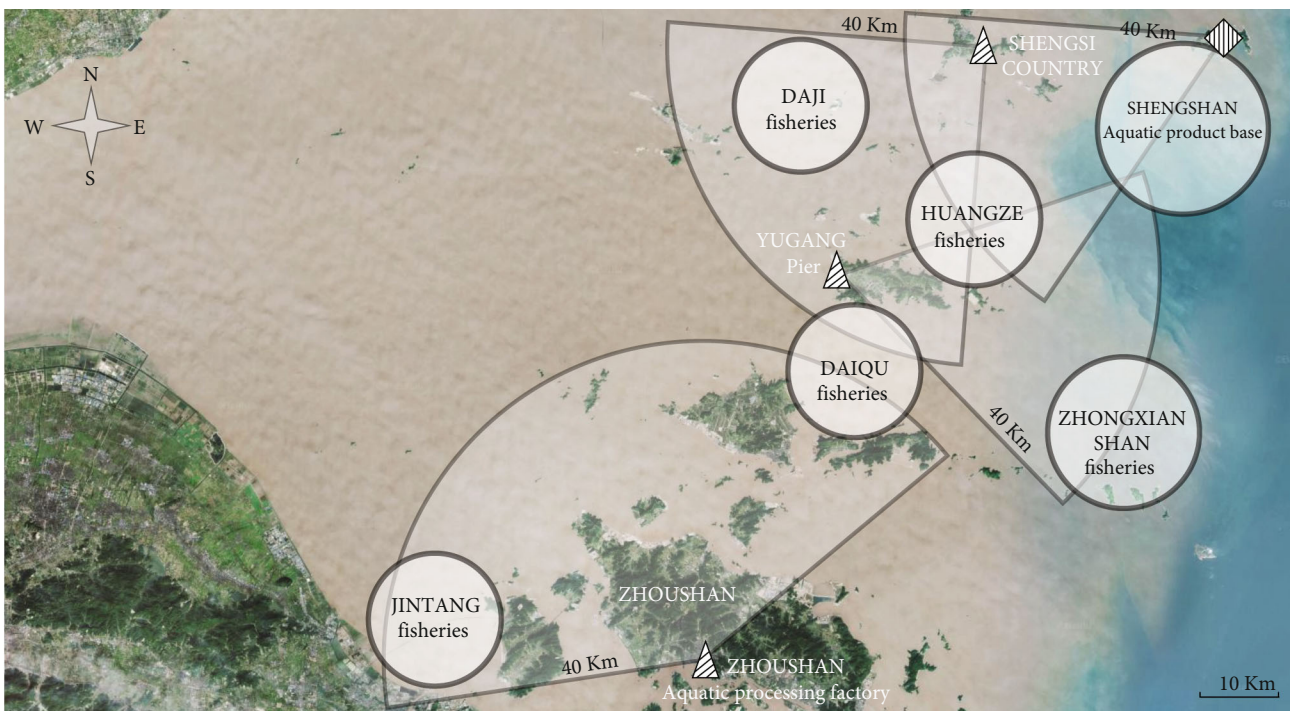 40 Km
40 Km
SHENGSI
COUNTRY
N
W
E
S
DAJI
fisheries
SHENGSHAN
Aquatic product base
HUANGZE
fisheries
YUGANG
Pier
DAIQU
fisheries
40 Km
ZHONGXIAN
SHAN
fisheries
JINTANG
fisheries
ZHOUSHAN
40 Km
ZHOUSHAN
Aquatic processing factory
10 Km